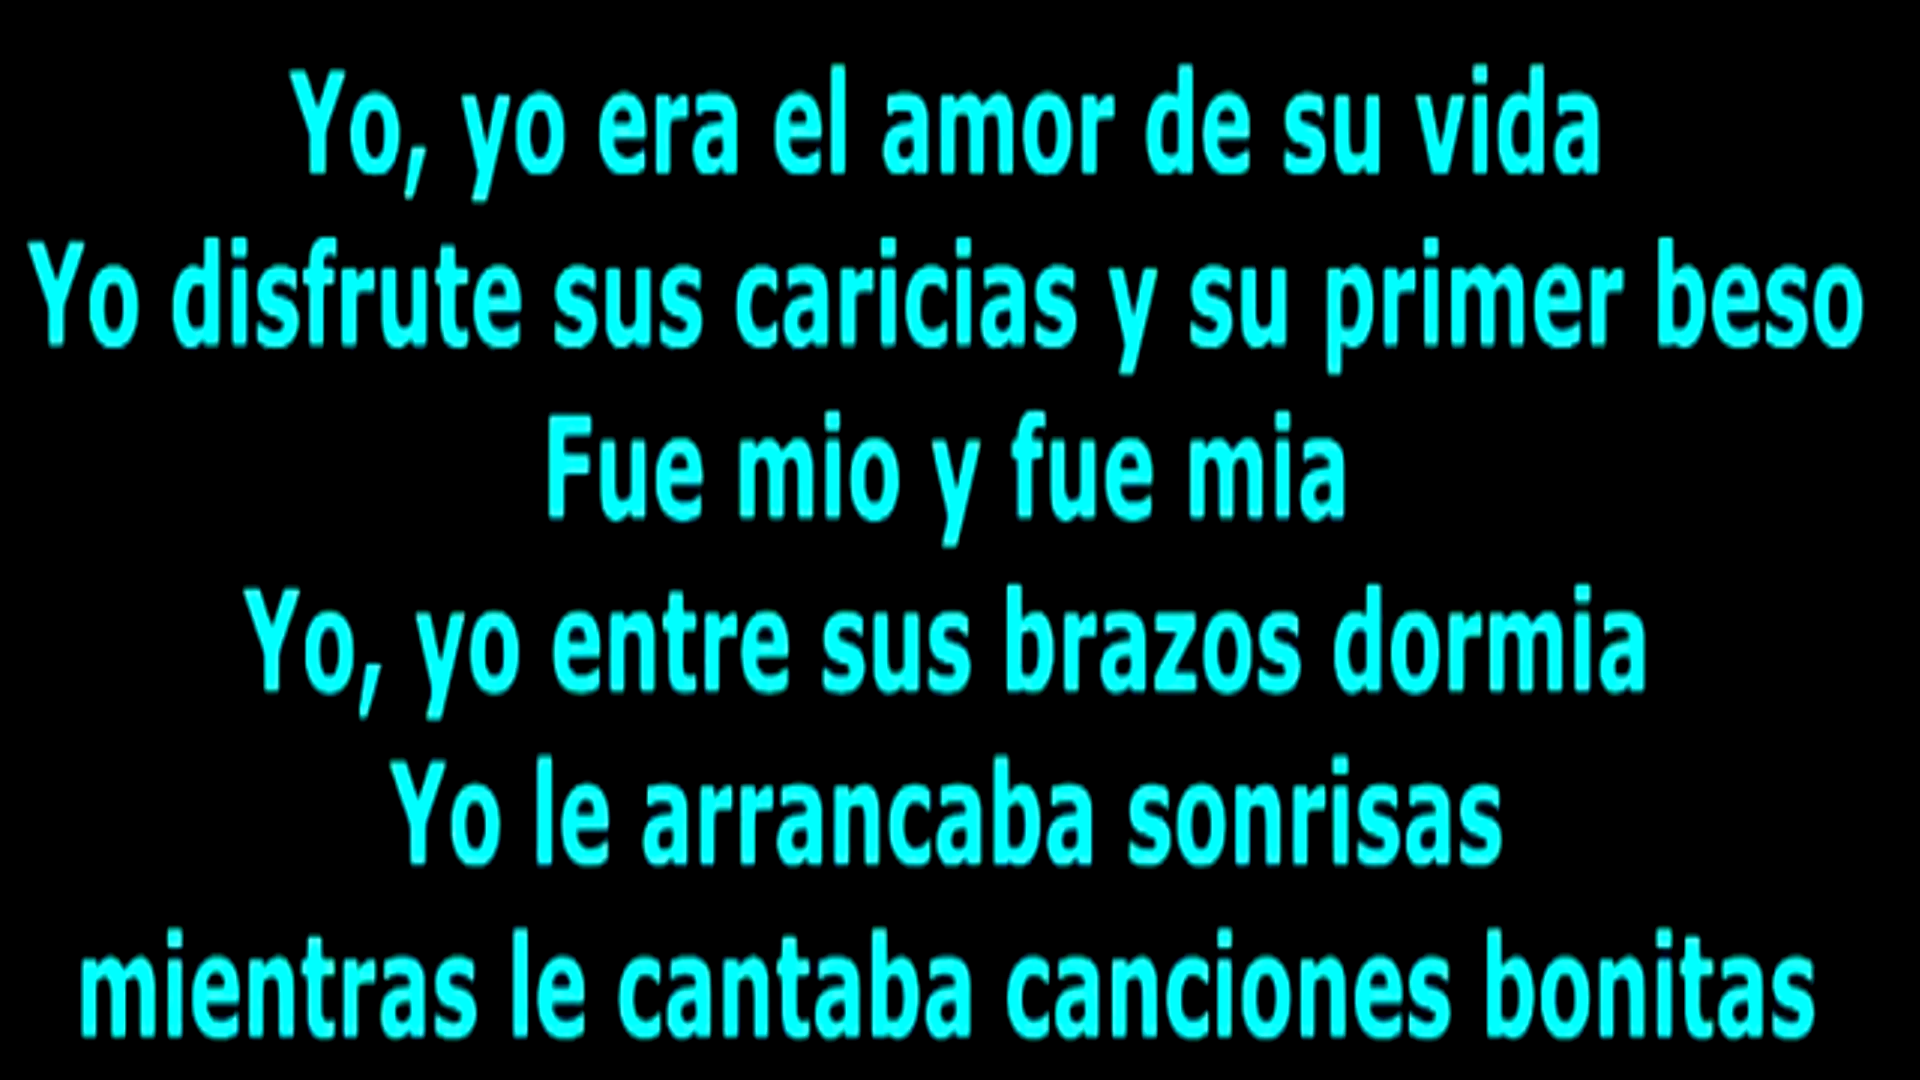 Yo, yo era el amor de su vida
Yo disfrute sus caricias y su primer beso
Fue mio y fue mia
Yo, yo entre sus brazos dormia
Yo le arrancaba sonrisas
mientras le cantaba canciones bonitas